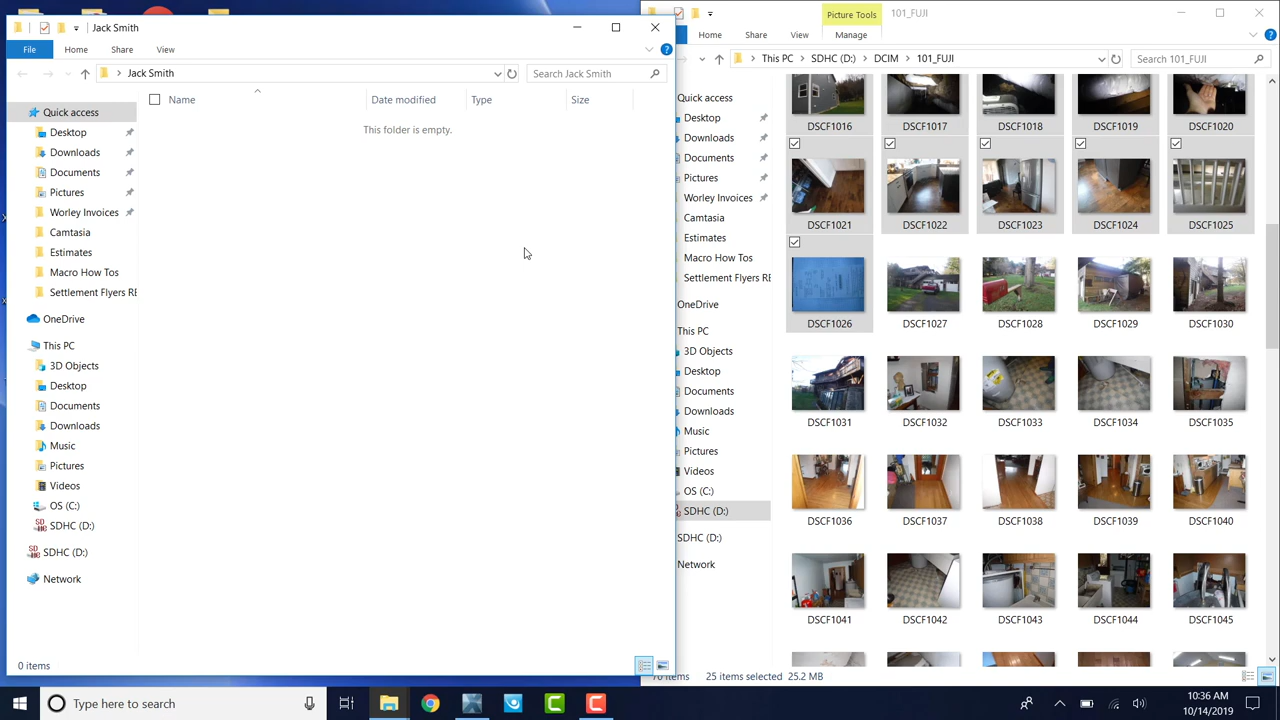 Jack Smith
File Home Share View
Jack Smith
Search Jack Smith
Name Date modified Type Size
This folder is empty.
Quick access
Desktop
Downloads
Documents
Pictures
Worley Invoices
Camtasia
Estimates
Macro How Tos
Settlement Flyers RE
OneDrive
This PC
3D Objects
Desktop
Documents
Downloads
Music
Pictures
Videos
OS (C:)
SDHC (D:)
SDHC (D:)
Network
0 items
Picture Tools 101_FUJI
Home Share View Manage
This PC SDHC (D:) DCIM 101_FUJI
Search 101_FUJI
Quick access
Desktop
Downloads
Documents
Pictures
Worley Invoices
Camtasia
Estimates
Macro How Tos
Settlement Flyers RE
OneDrive
This PC
3D Objects
Desktop
Documents
Downloads
Music
Pictures
Videos
OS (C:)
SDHC (D:)
SDHC (D:)
Network
DSCF1016 DSCF1017 DSCF1018 DSCF1019 DSCF1020
DSCF1021 DSCF1022 DSCF1023 DSCF1024 DSCF1025
DSCF1026 DSCF1027 DSCF1028 DSCF1029 DSCF1030
DSCF1031 DSCF1032 DSCF1033 DSCF1034 DSCF1035
DSCF1036 DSCF1037 DSCF1038 DSCF1039 DSCF1040
DSCF1041 DSCF1042 DSCF1043 DSCF1044 DSCF1045
items 25 items selected 25.2 MB
Type here to search
10:36 AM
10/14/2019